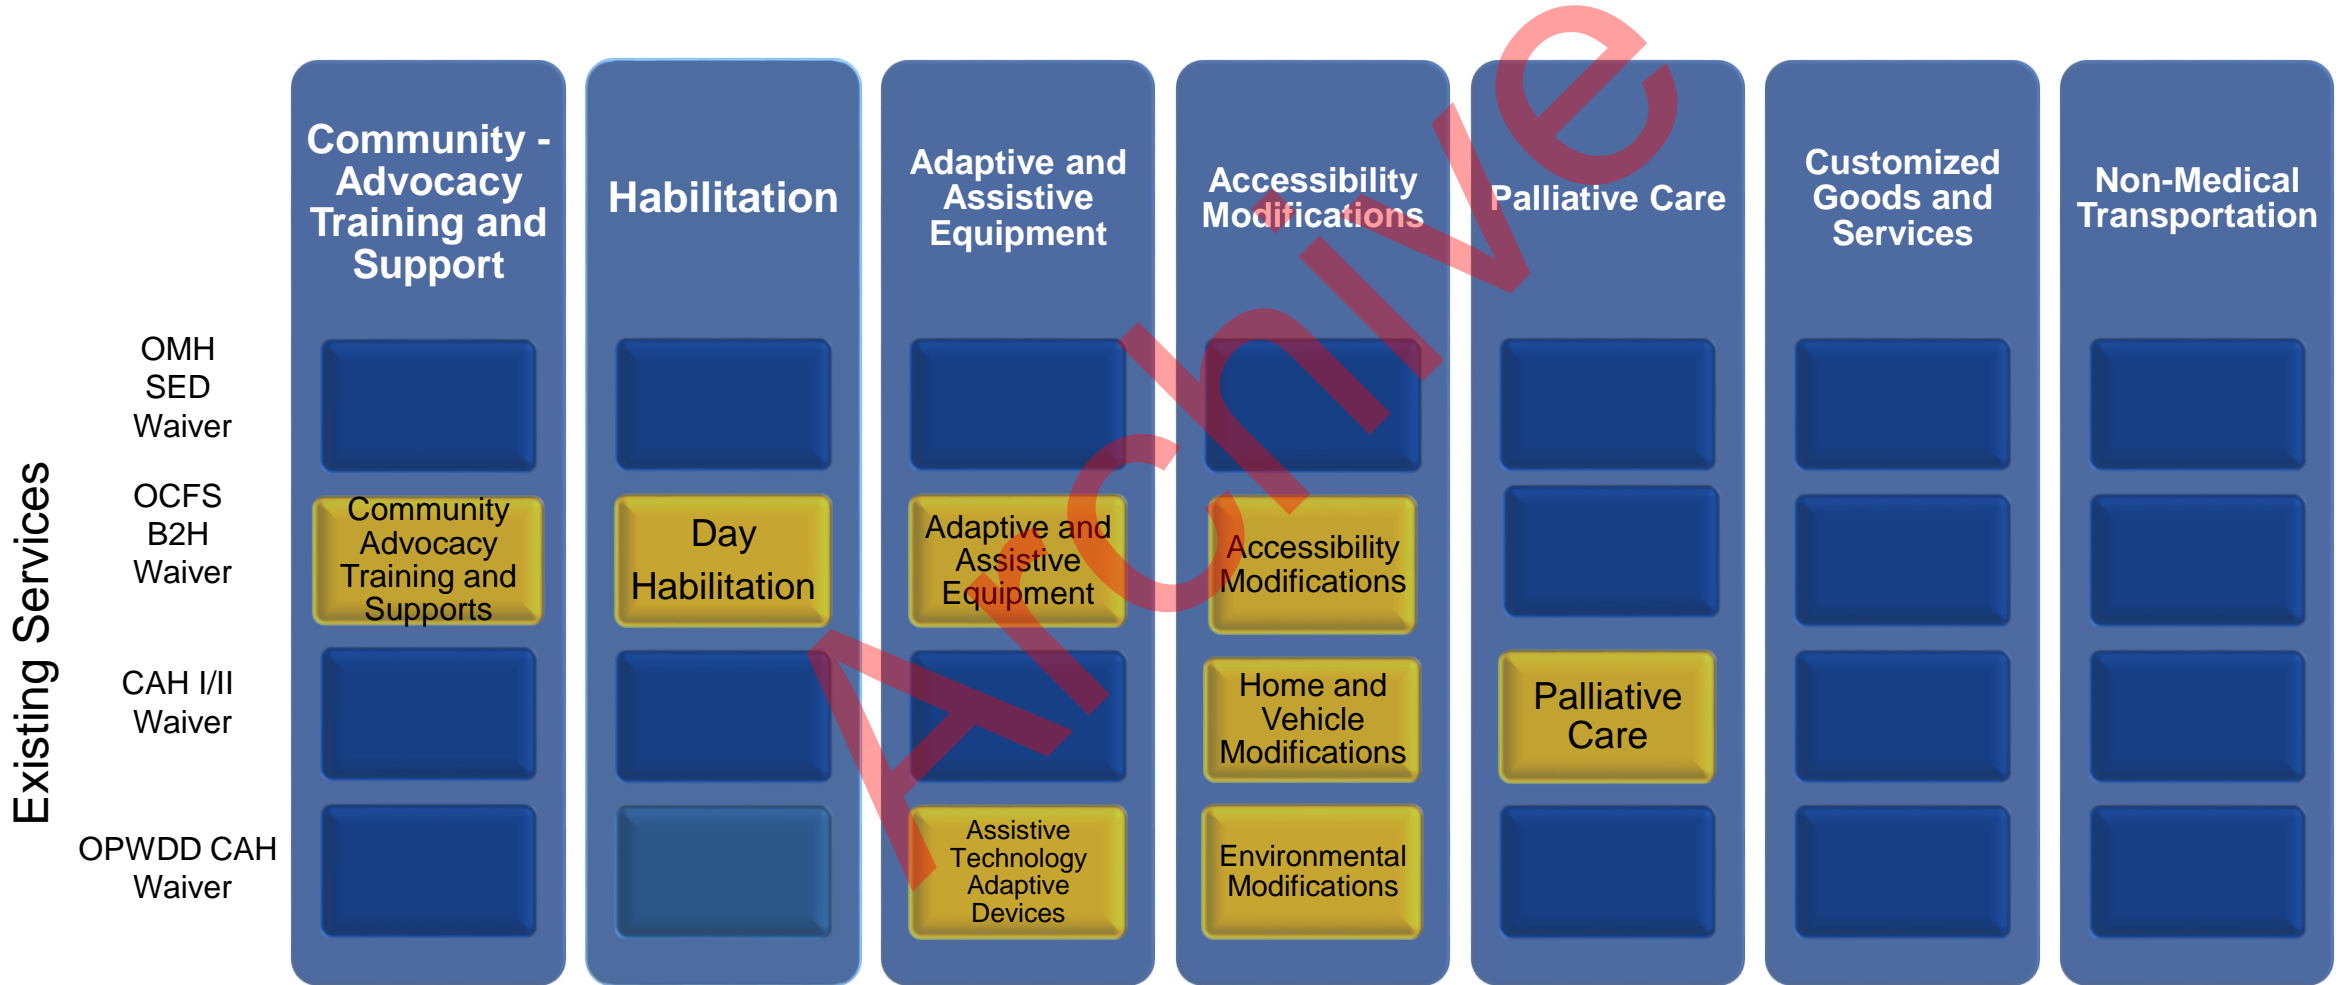 Community -
Advocacy
Training and
Support
Habilitation
Adaptive and
Assistive
Equipment
Accessibility
Modifications
Palliative Care
Customized
Goods and
Services
Non-Medical
Transportation
Existing Services
OMH
SED
Waiver
OCFS
B2H
Waiver
Community
Advocacy
Training and
Supports
Day
Habilitation
Adaptive and
Assistive
Equipment
Accessibility
Modifications
CAH I/II
Waiver
Home and
Vehicle
Modifications
Palliative
Care
OPWDD CAH
Waiver
Assistive
Technology
Adaptive
Devices
Environmental
Modifications
Archive